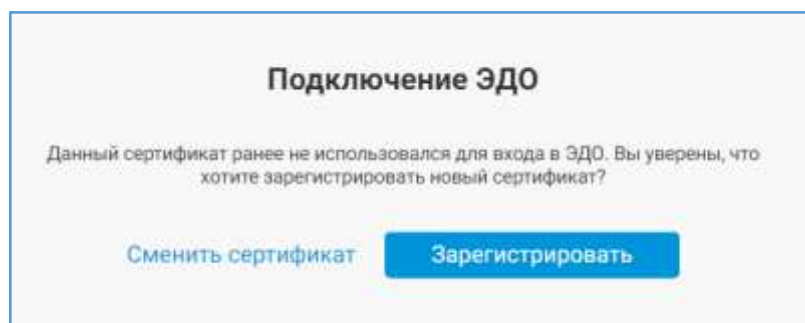 Подключение ЭДО
Данный сертификат ранее не использовался для входа в ЭДО. Вы уверены, что
хотите зарегистрировать новый сертификат?
Сменить сертификат Зарегистрировать